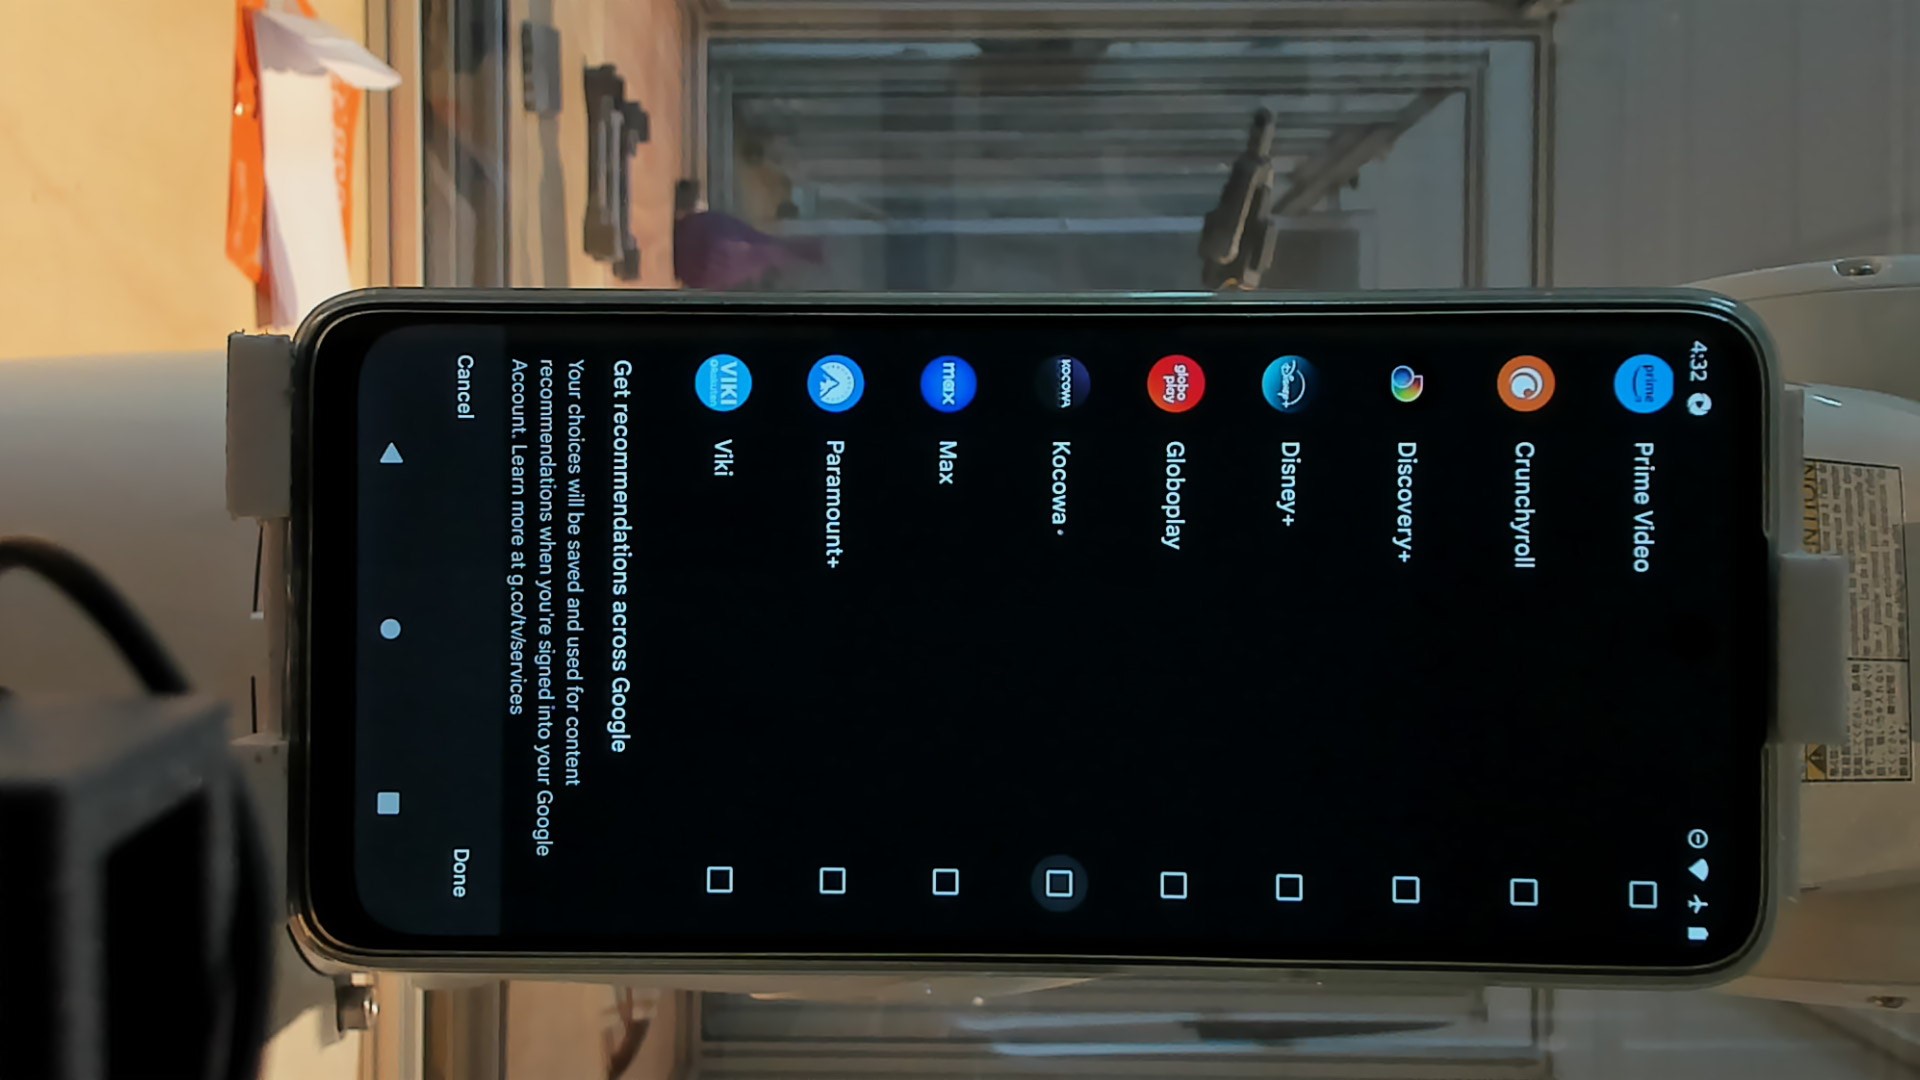 4:32
prime
Prime Video
Crunchyroll
Discovery+
Disney+
Disney+
globo
play
Globoplay
KOCOWA
Kocowa
max
Max
Paramount+
VIKI
Viki
Get recommendations across Google
Your choices will be saved and used for content
recommendations when you're signed into your Google
Account. Learn more at g.co/tv/services
Cancel
Done